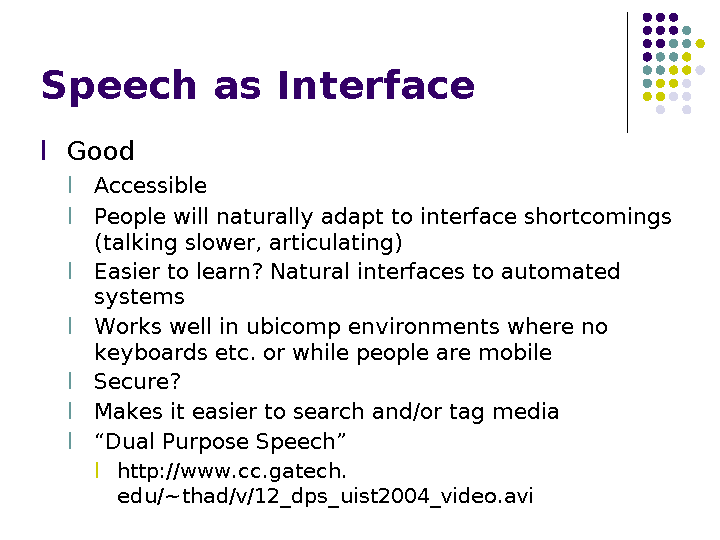 Speech as Interface
l Good
l Accessible
l People will naturally adapt to interface shortcomings
(talking slower, articulating)
l Easier to learn? Natural interfaces to automated
systems
l Works well in ubicomp environments where no
keyboards etc. or while people are mobile
l Secure?
l Makes it easier to search and/or tag media
l “Dual Purpose Speech”
l http://www.cc.gatech.
edu/~thad/v/12_dps_uist2004_video.avi